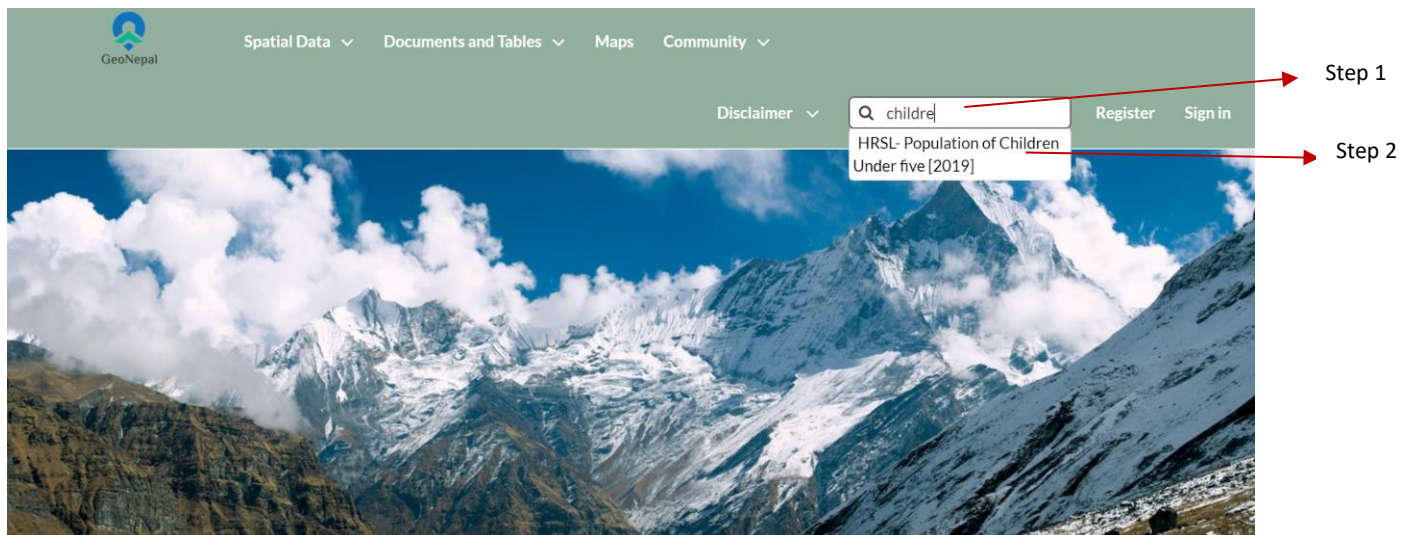 GeoNepal
Spatial Data
Documents and Tables
Maps
Community
Step 1
Disclaimer
childre
Register
Sign in
HRSL- Population of Children
Under five [2019]
Step 2